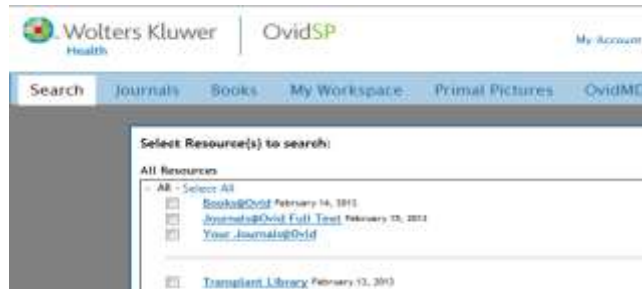 Wolters Kluwer OvidSP
Health
My Account
Search Journals Books My Workspace Primal Pictures OvidMD
Select Resource(s) to search:
All Resources
- All - Select All
Books@Ovid February 14, 2013
Journals@Ovid Full Text February 15, 2013
Your Journals@Ovid
Transplant Library February 13, 2013